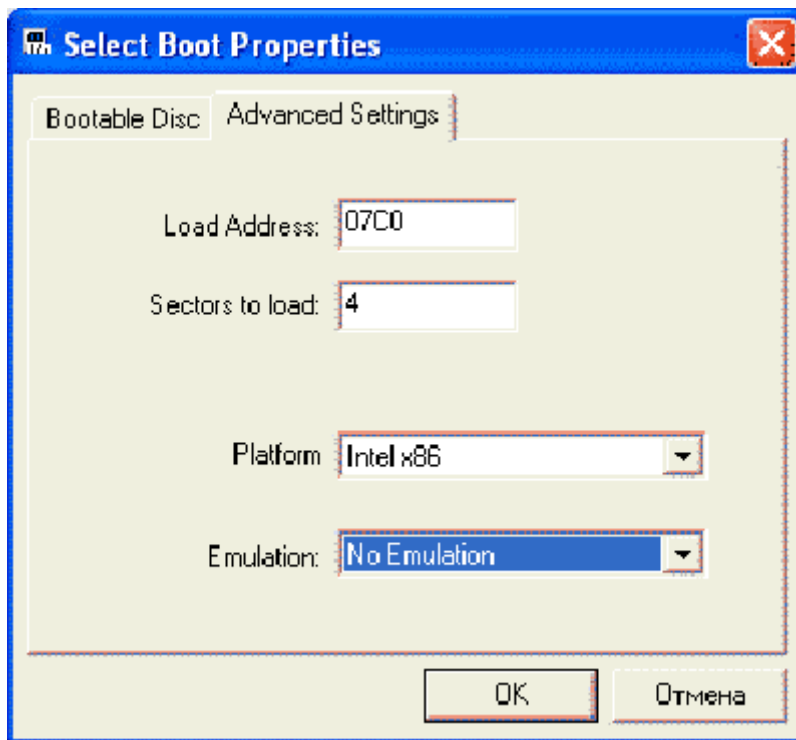 Select Boot Properties
Bootable Disc
Advanced Settings
Load Address: 07C0
Sectors to load: 4
Platform Intel x86
Emulation: No Emulation
OK Отмена